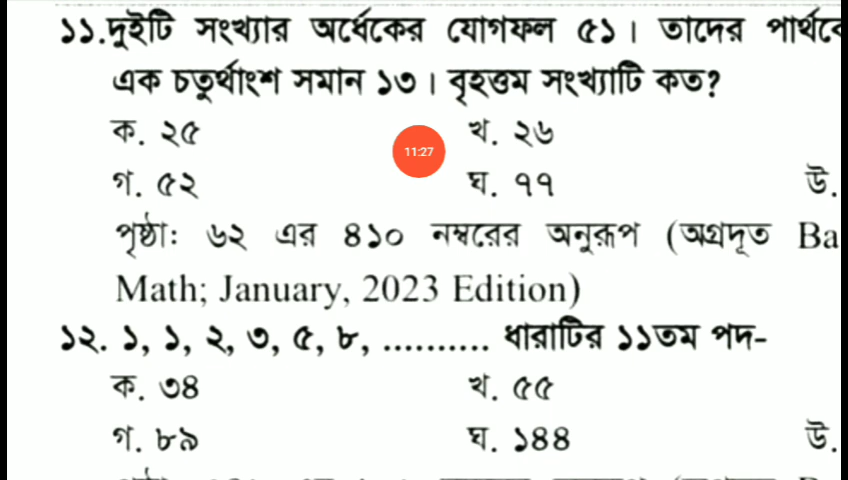 ১১.দুইটি সংখ্যার অর্ধেকের যোগফল ৫১। তাদের
এক চতুর্থাংশ সমান ১৩। বৃহত্তম সংখ্যাটি কত?
ক. ২৫ খ. ২৬
11:27
গ. ৫২ ঘ. ৭৭ উ.
পৃষ্ঠা: ৬২ এর ৪১০ নম্বরের অনুরূপ (অগ্রদূত Ba
Math; January, 2023 Edition)
১২. ১, ১, ২, ৩, ৫, ৮, .......... ধারাটির ১১তম পদ-
ক. ৩৪ খ. ৫৫
গ. ৮৯ ঘ. ১৪৪ উ.